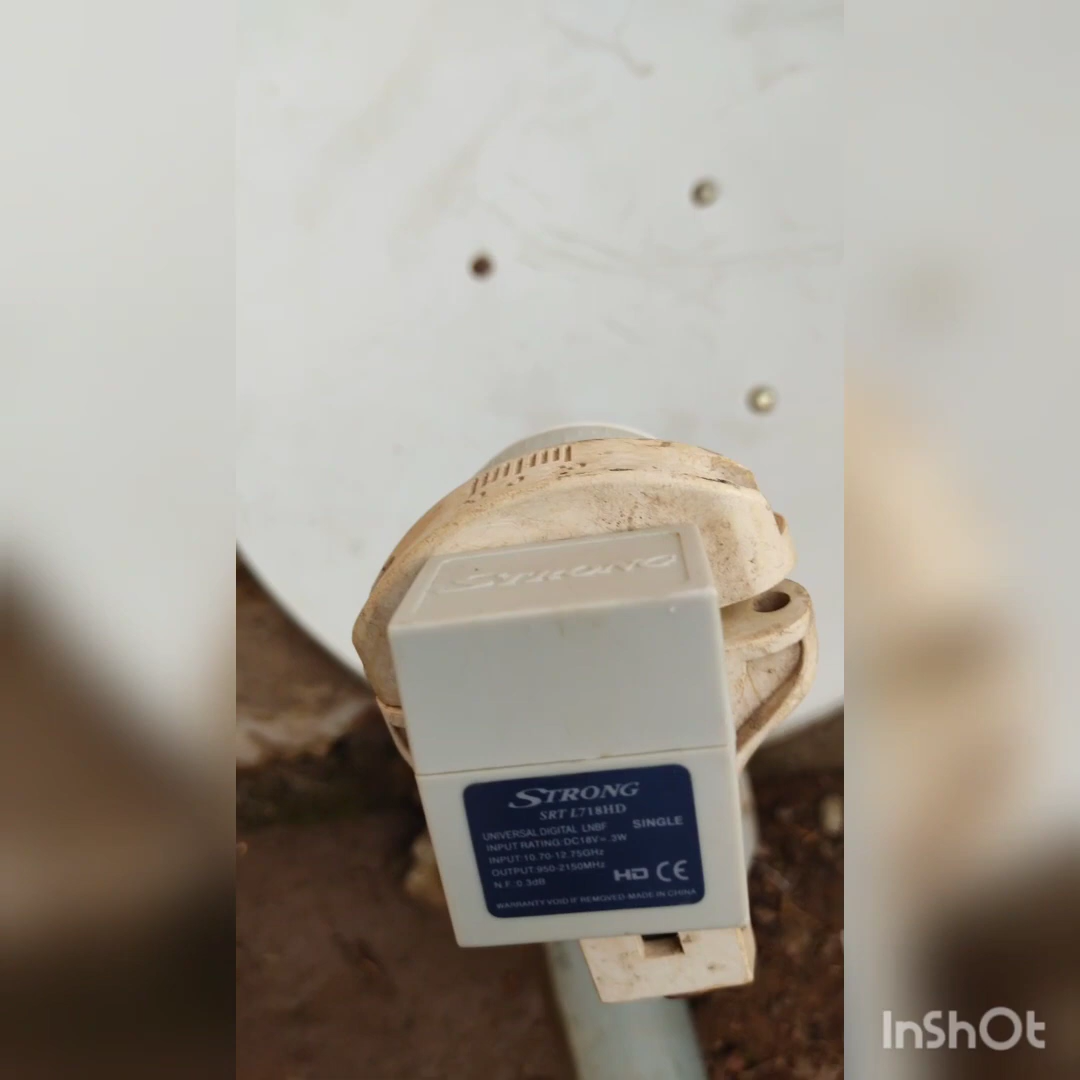 STRONG
STRONG
SRT L718HD
UNIVERSAL DIGITAL LNBF SINGLE
INPUT RATING:DC18V⎓.3W
INPUT:10.70-12.75GHz
OUTPUT:950-2150MHz
N.F.:0.3dB HD CE
WARRANTY VOID IF REMOVED-MADE IN CHINA
InShOt